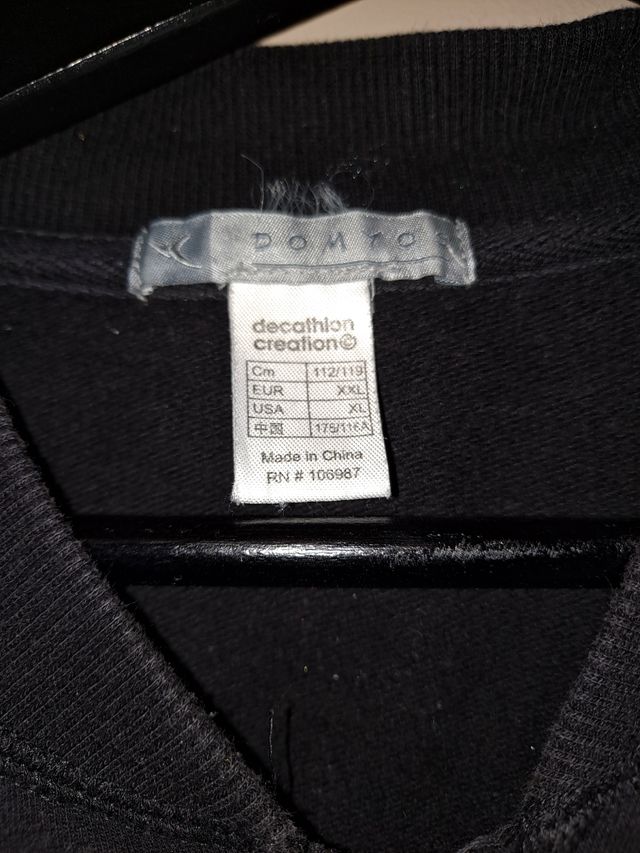 DOMYOS
decathlon
creation©
Cm 112/119
EUR XXL
USA XL
中国 175/116A
Made in China
RN # 106987